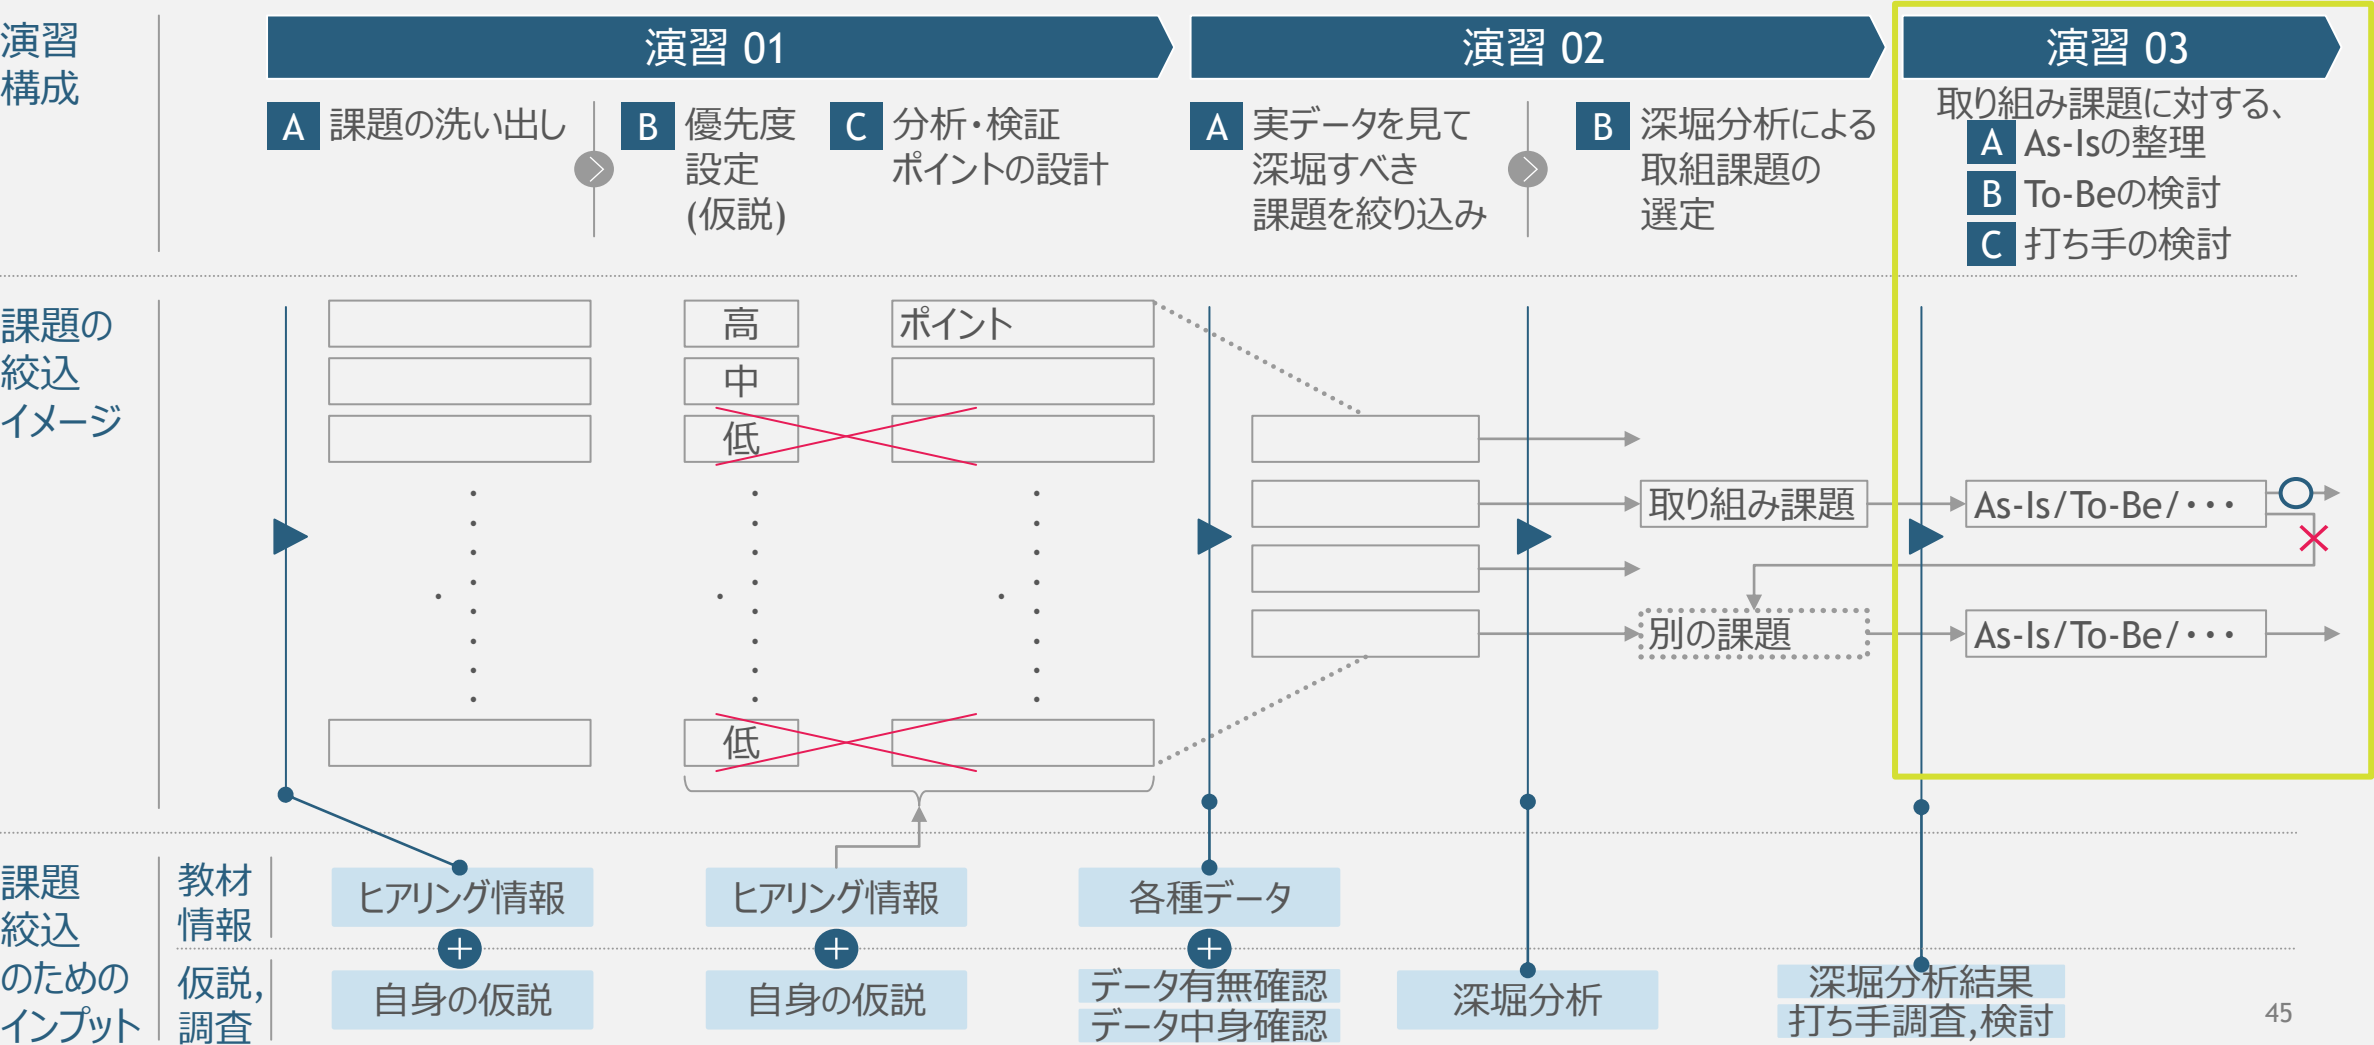 演習
構成
演習 01
演習 02
演習 03
A 課題の洗い出し
B 優先度
設定
(仮説)
C 分析・検証
ポイントの設計
A 実データを見て
深堀すべき
課題を絞り込み
B 深堀分析による
取組課題の
選定
取り組み課題に対する、
A As-Isの整理
B To-Beの検討
C 打ち手の検討
課題の
絞込
イメージ
高
ポイント
中
低
低
取り組み課題
As-Is/To-Be/・・・
別の課題
As-Is/To-Be/・・・
課題
絞込
のための
インプット
教材
情報
ヒアリング情報
ヒアリング情報
各種データ
仮説,
調査
自身の仮説
自身の仮説
データ有無確認
データ中身確認
深堀分析
深堀分析結果
打ち手調査,検討
45